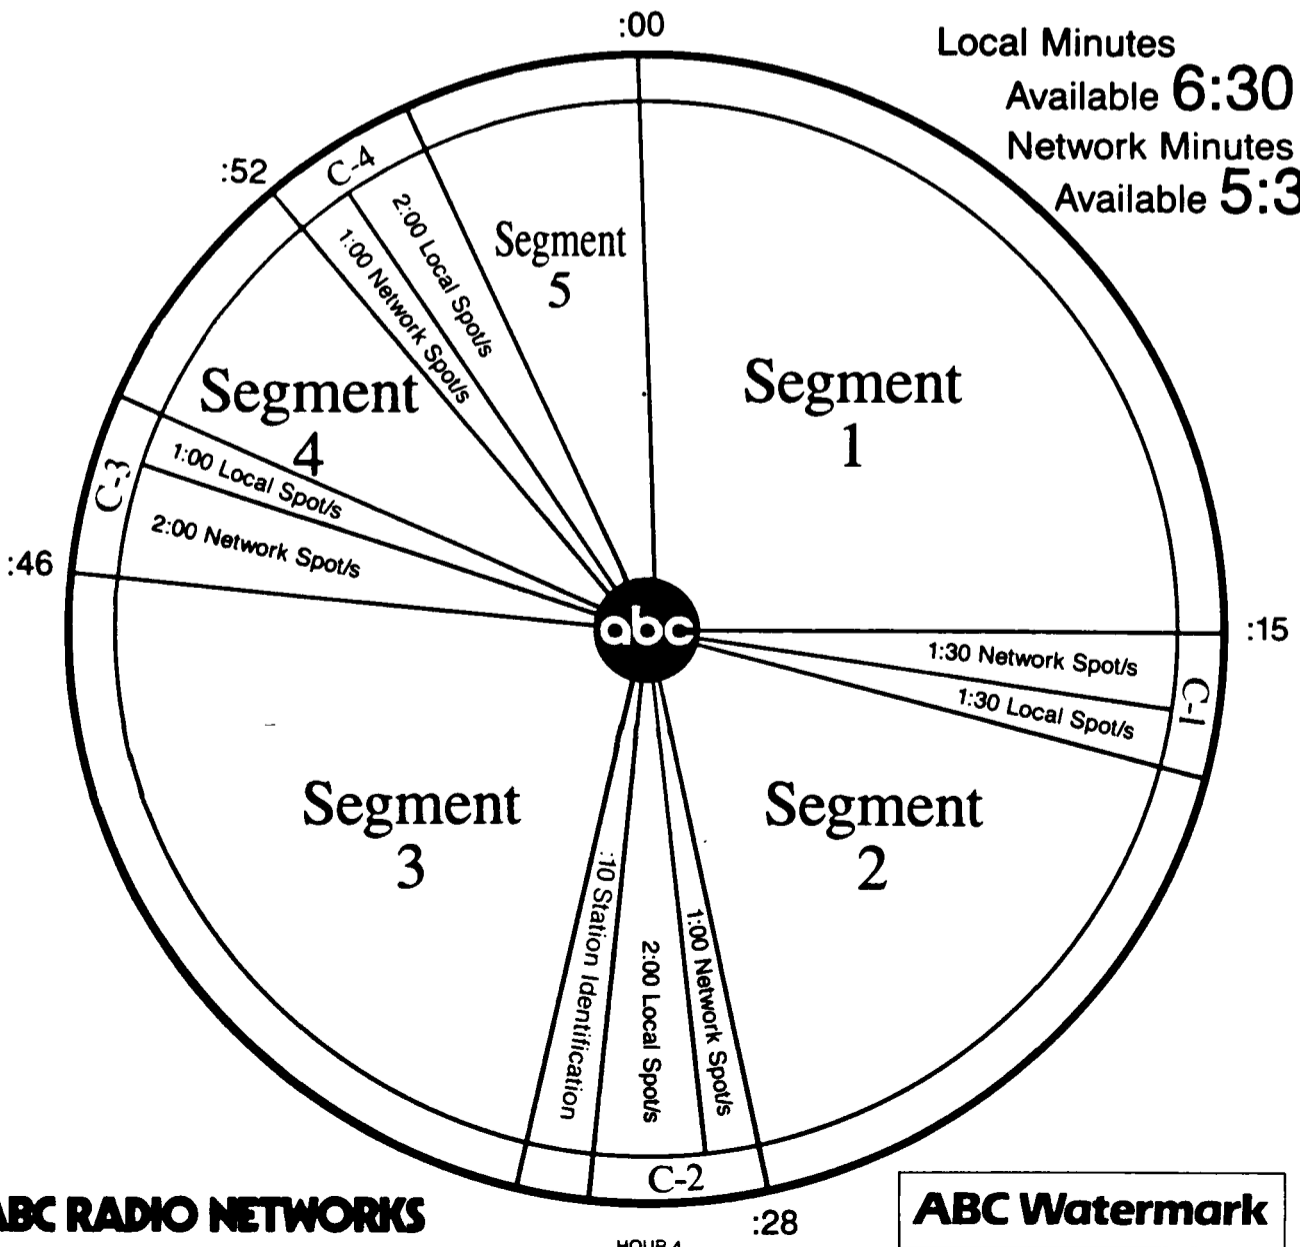 :00
Local Minutes
Available 6:30
Network Minutes
Available 5:3
:52
C-4
2:00 Local Spot/s
1:00 Network Spot/s
Segment
5
Segment
1
Segment
4
C-3
1:00 Local Spot/s
2:00 Network Spot/s
:46
abc
:15
1:30 Network Spot/s
1:30 Local Spot/s
C-1
Segment
3
Segment
2
:10 Station Identification
2:00 Local Spot/s
1:00 Network Spot/s
C-2
:28
ABC RADIO NETWORKS
ABC Watermark
HOUR 4